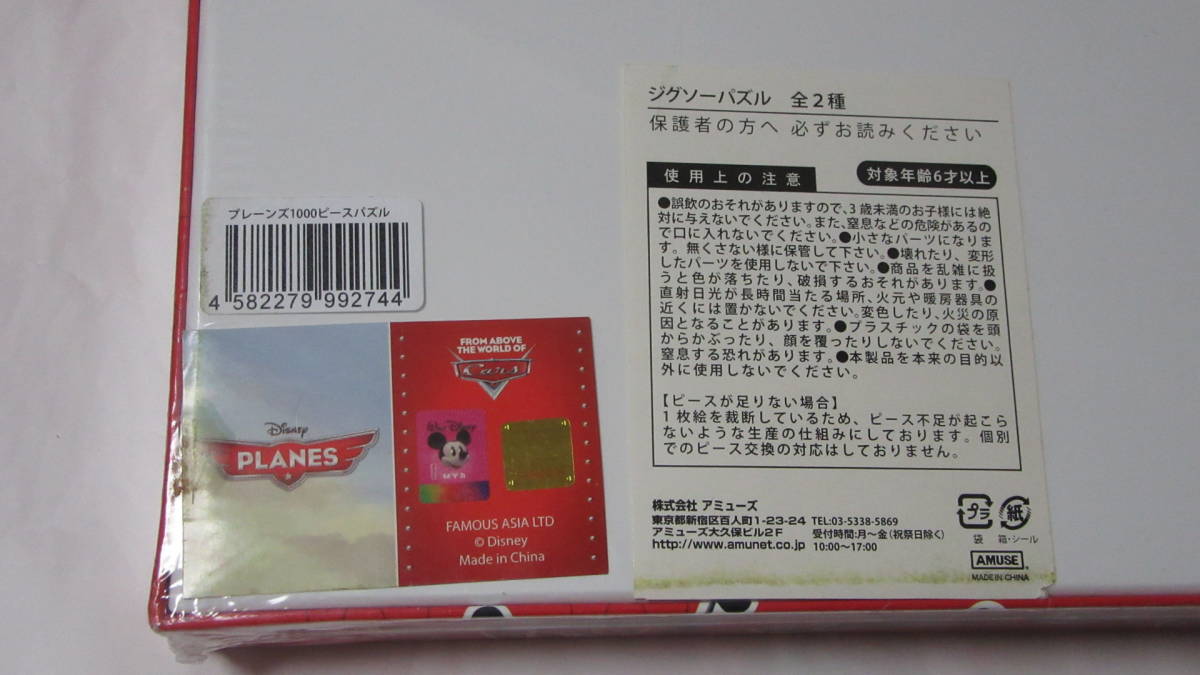 プレーンズ1000ピースパズル
4 582279 992744
Disney
PLANES
FROM ABOVE
THE WORLD OF
Cars
Walt Disney
FAMOUS ASIA LTD
© Disney
Made in China
ジグソーパズル 全2種
保護者の方へ 必ずお読みください
使用上の注意
対象年齢6才以上
●誤飲のおそれがありますので、3歳未満のお子様には絶
対に与えないでください。また、窒息などの危険があるの
で口に入れないでください。●小さなパーツになりま
す。無くさない様に保管して下さい。●壊れたり、変形
したパーツを使用しないで下さい。●商品を乱雑に扱
うと色が落ちたり、破損するおそれがあります。●
直射日光が長時間当たる場所、火元や暖房器具の
近くには置かないでください。変色したり、火災の原
因となることがあります。●プラスチックの袋を頭
からかぶったり、顔を覆ったりしないでください。
窒息する恐れがあります。●本製品を本来の目的以
外に使用しないでください。
【ピースが足りない場合】
1枚絵を裁断しているため、ピース不足が起こら
ないような生産の仕組みにしております。個別
でのピース交換の対応はしておりません。
株式会社 アミューズ
東京都新宿区百人町1-23-24 TEL:03-5338-5869
アミューズ大久保ビル2F 受付時間:月～金(祝祭日除く)
http://www.amunet.co.jp 10:00～17:00
プラ 紙
袋 箱・シール
AMUSE
MADE IN CHINA